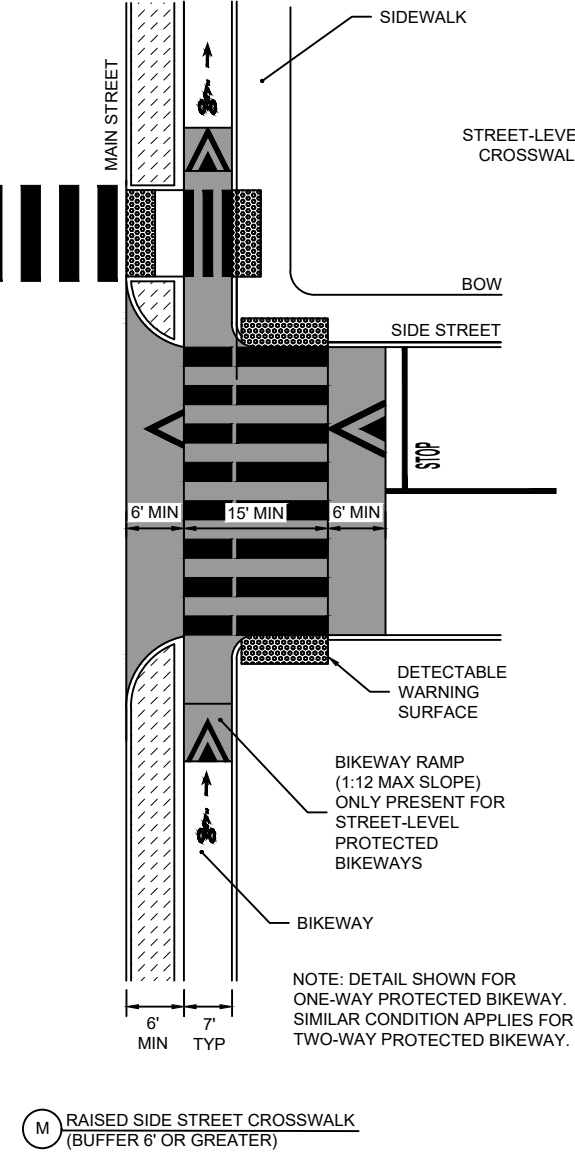 SIDEWALK
MAIN STREET
STREET-LEVE
CROSSWAL
BOW
SIDE STREET
STOP
6' MIN
15' MIN
6' MIN
DETECTABLE
WARNING
SURFACE
BIKEWAY RAMP
(1:12 MAX SLOPE)
ONLY PRESENT FOR
STREET-LEVEL
PROTECTED
BIKEWAYS
BIKEWAY
NOTE: DETAIL SHOWN FOR
ONE-WAY PROTECTED BIKEWAY.
SIMILAR CONDITION APPLIES FOR
TWO-WAY PROTECTED BIKEWAY.
6'
MIN
7'
TYP
M
RAISED SIDE STREET CROSSWALK
(BUFFER 6' OR GREATER)